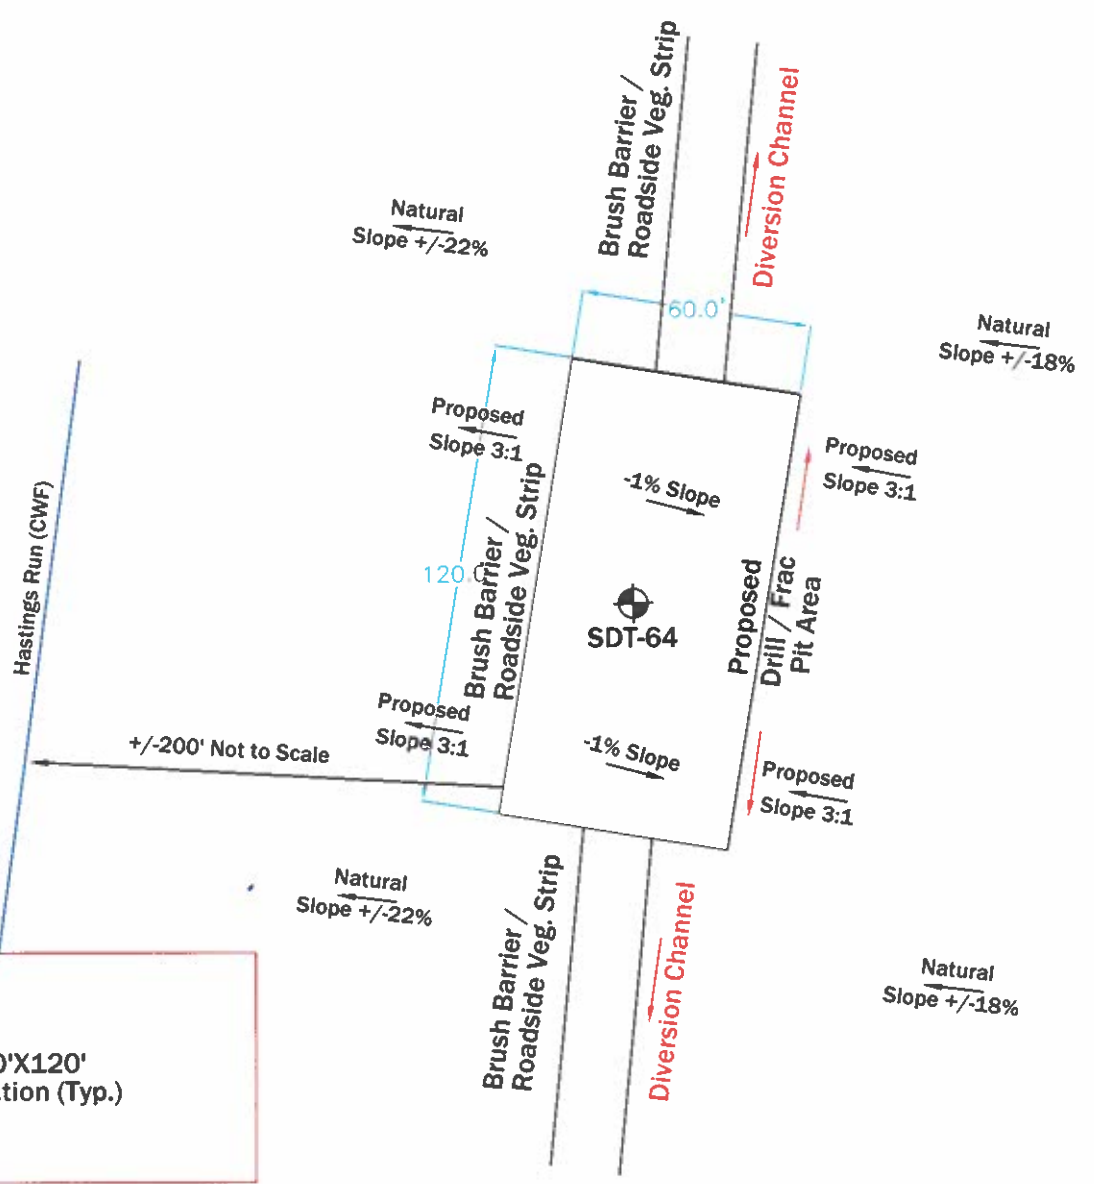 Brush Barrier /
Roadside Veg. Strip
Diversion Channel
Natural
Slope +/-22%
60.0'
Natural
Slope +/-18%
Proposed
Slope 3:1
Proposed
Slope 3:1
-1% Slope
Brush Barrier /
Roadside Veg. Strip
Hastings Run (CWF)
120.0
SDT-64
Proposed
Drill / Frac
Pit Area
Proposed
Slope 3:1
+/-200' Not to Scale
-1% Slope
Proposed
Slope 3:1
Natural
Slope +/-22%
Brush Barrier /
Roadside Veg. Strip
Diversion Channel
Natural
Slope +/-18%
0'X120'
(Typ.)